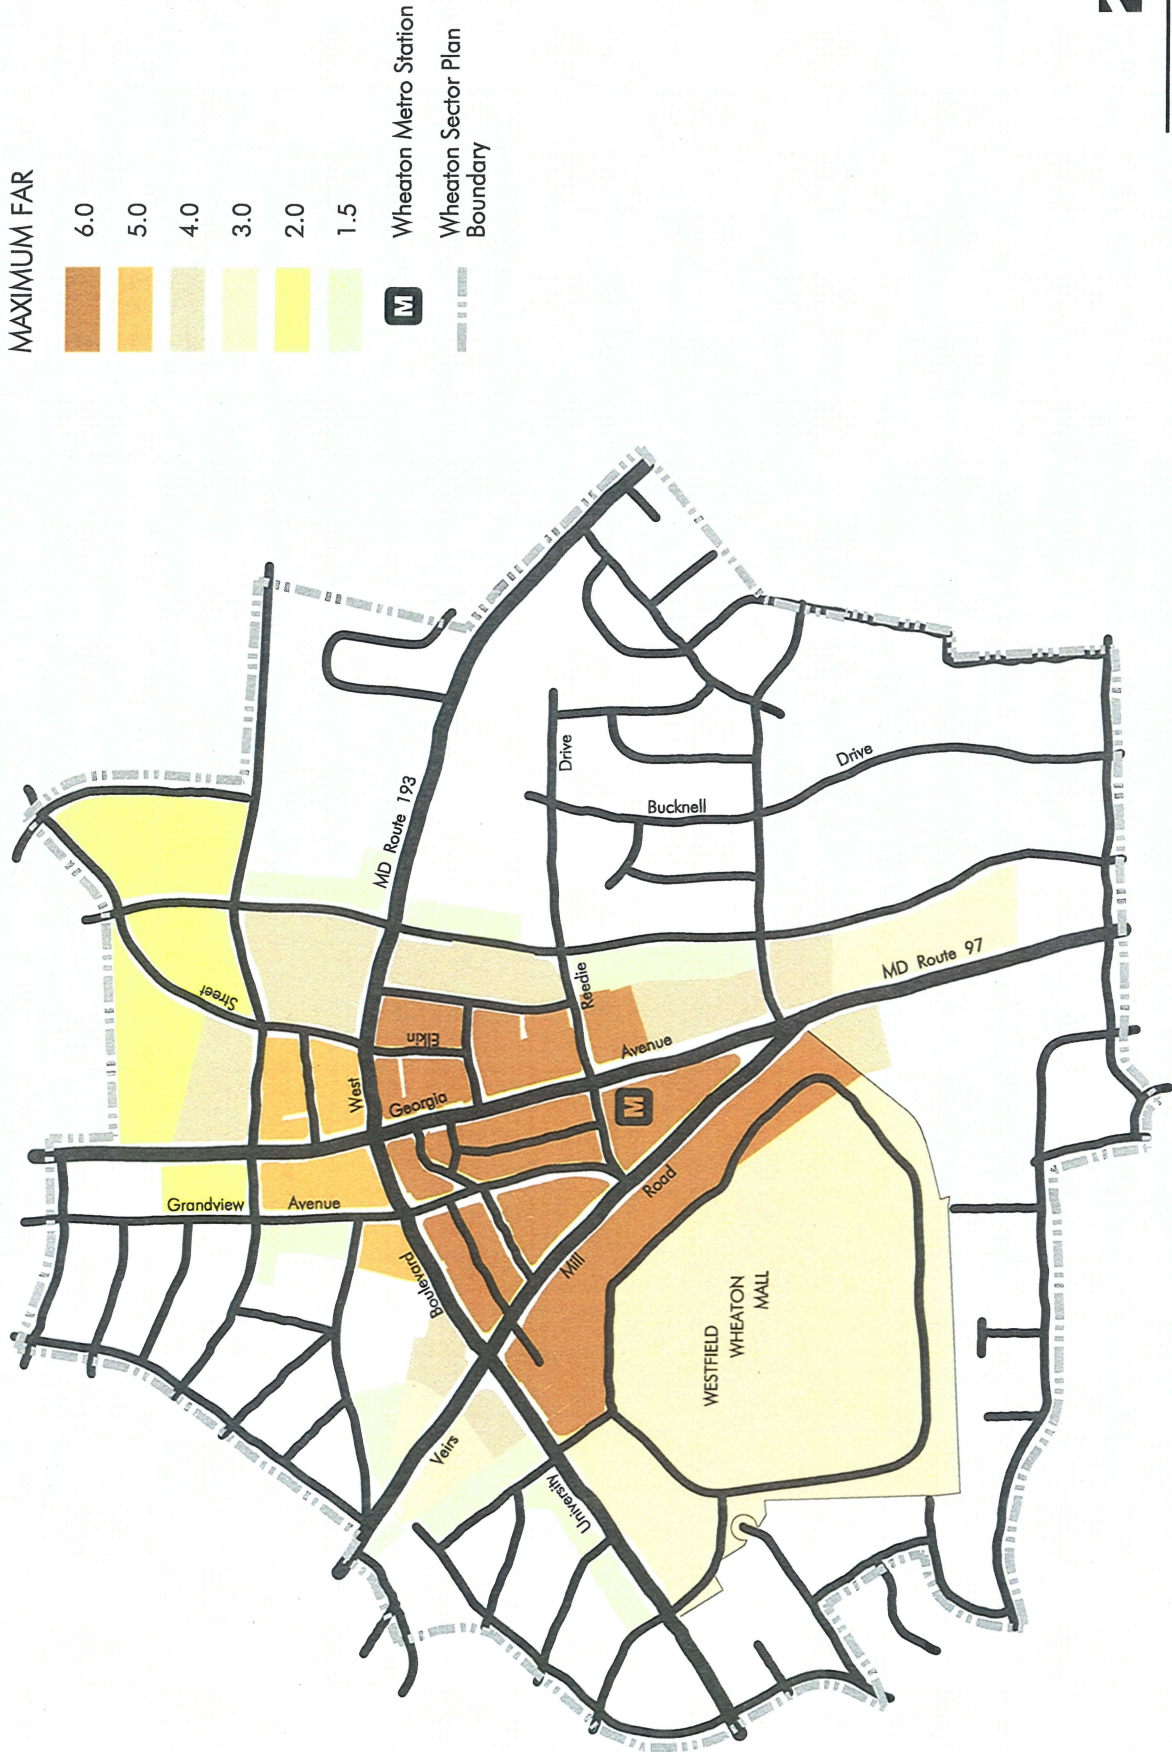 MAXIMUM FAR
6.0
5.0
4.0
3.0
2.0
1.5
M
Wheaton Metro Station
Wheaton Sector Plan
Boundary
Street
MD Route 193
Drive
Bucknell
Drive
Elkin
Reedie
West
Georgia
Avenue
MD Route 97
M
Grandview
Avenue
Boulevard
Road
Mill
Veirs
University
WESTFIELD
WHEATON
MALL